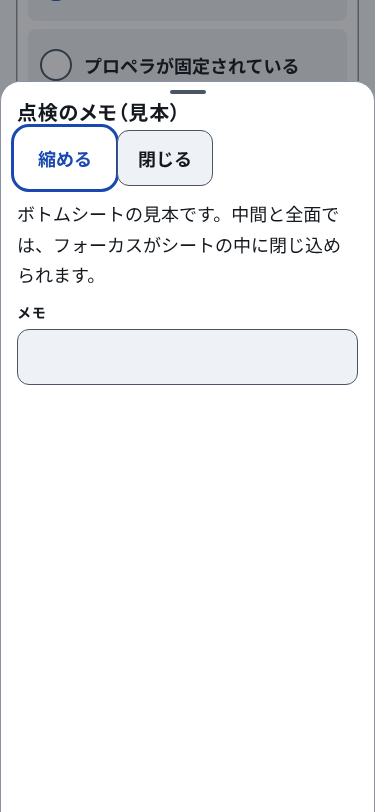 プロペラが固定されている
点検のメモ（見本）
縮める
閉じる
ボトムシートの見本です。中間と全面で
は、フォーカスがシートの中に閉じ込め
られます。
メモ